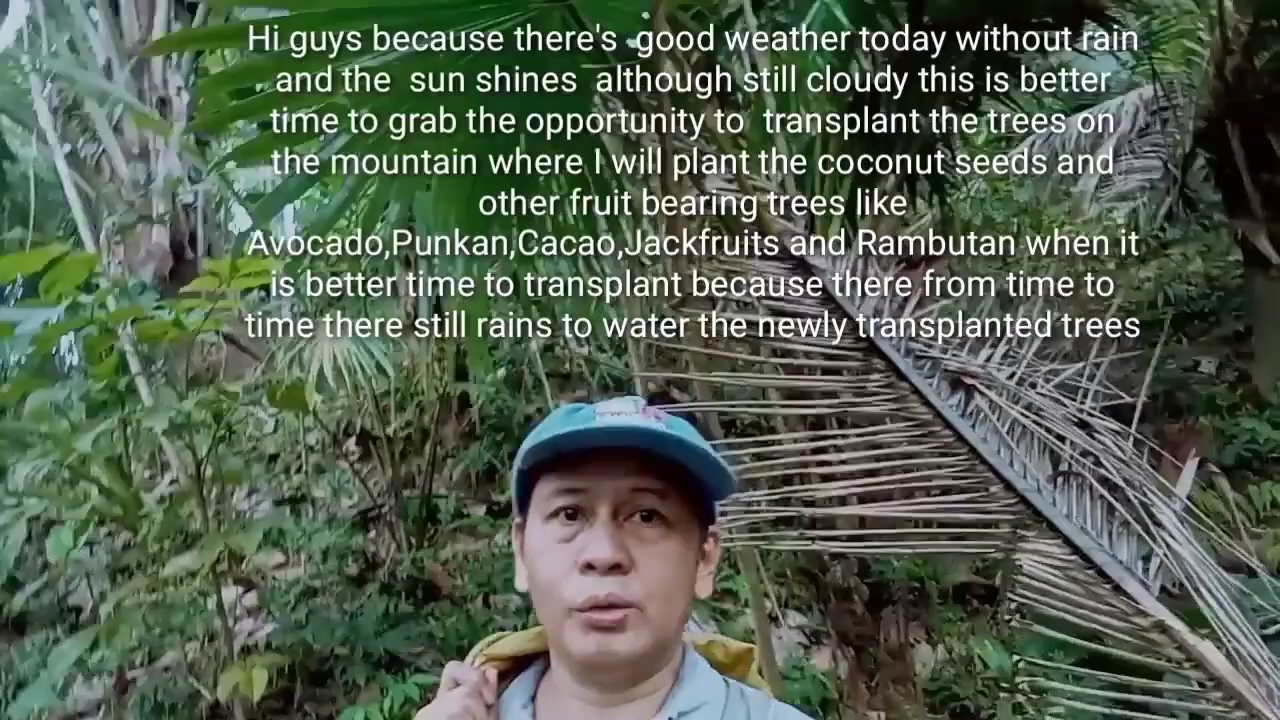 Hi guys because there's good weather today without rain
and the sun shines although still cloudy this is better
time to grab the opportunity to transplant the trees on
the mountain where I will plant the coconut seeds and
other fruit bearing trees like
Avocado,Punkan,Cacao,Jackfruits and Rambutan when it
is better time to transplant because there from time to
time there still rains to water the newly transplanted trees